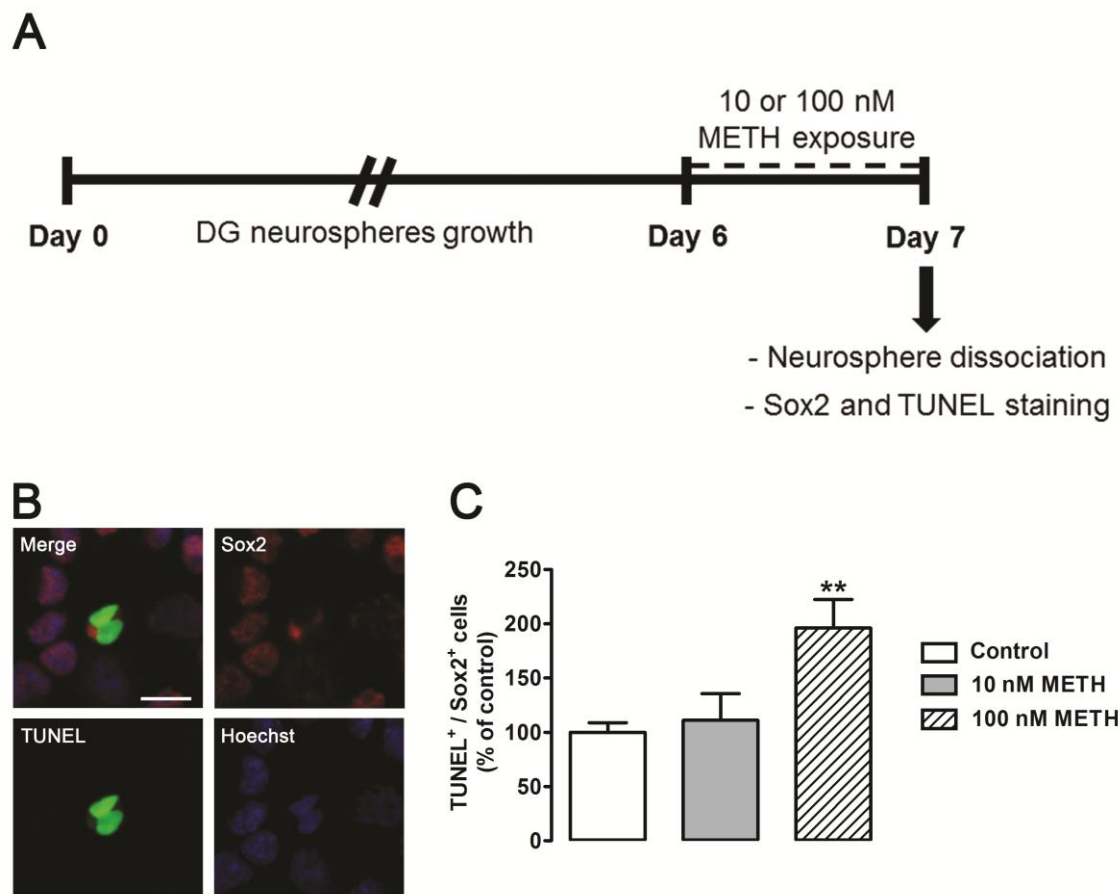 A
10 or 100 nM
METH exposure
Day 0
DG neurospheres growth
Day 6
Day 7
- Neurosphere dissociation
- Sox2 and TUNEL staining
B
Merge
Sox2
TUNEL
Hoechst
C
TUNEL⁺ / Sox2⁺ cells
(% of control)
250
200
150
100
50
0
**
Control
10 nM METH
100 nM METH